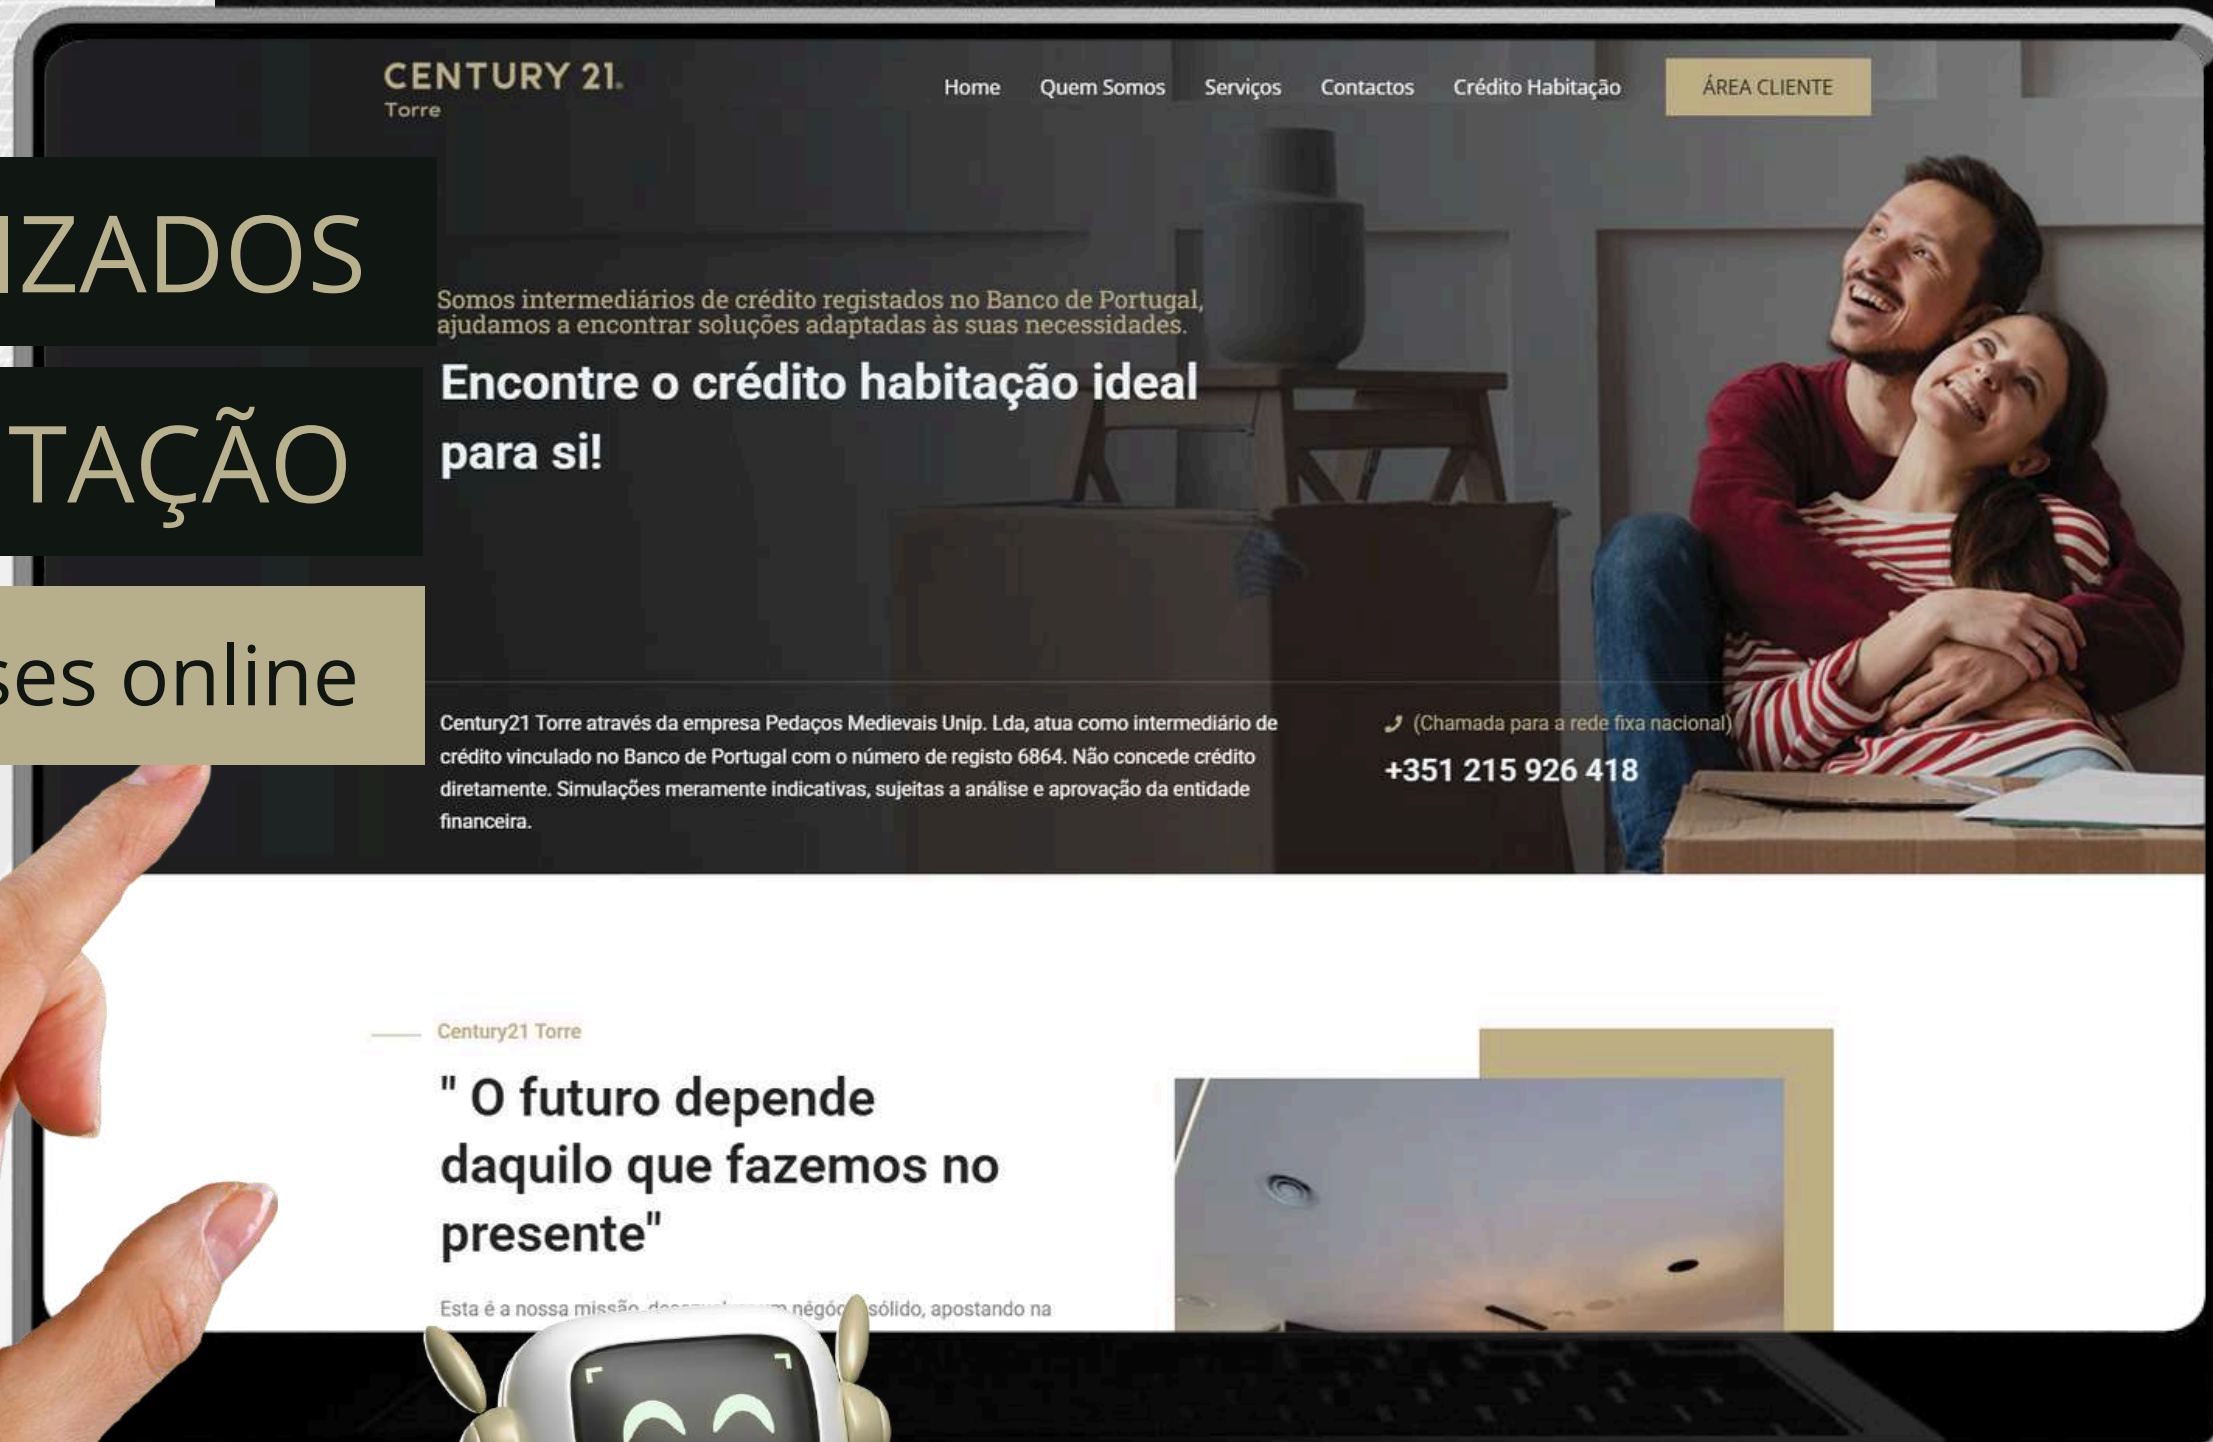 CENTURY 21.
Torre
Home Quem Somos Serviços Contactos Crédito Habitação ÁREA CLIENTE
IZADOS
TAÇÃO
ses online
Somos intermediários de crédito registados no Banco de Portugal,
ajudamos a encontrar soluções adaptadas às suas necessidades.
Encontre o crédito habitação ideal
para si!
Century21 Torre através da empresa Pedaços Medievais Unip. Lda, atua como intermediário de
crédito vinculado no Banco de Portugal com o número de registo 6864. Não concede crédito
diretamente. Simulações meramente indicativas, sujeitas a análise e aprovação da entidade
financeira.
(Chamada para a rede fixa nacional)
+351 215 926 418
Century21 Torre
" O futuro depende
daquilo que fazemos no
presente"
Esta é a nossa missão, sólido, apostando na